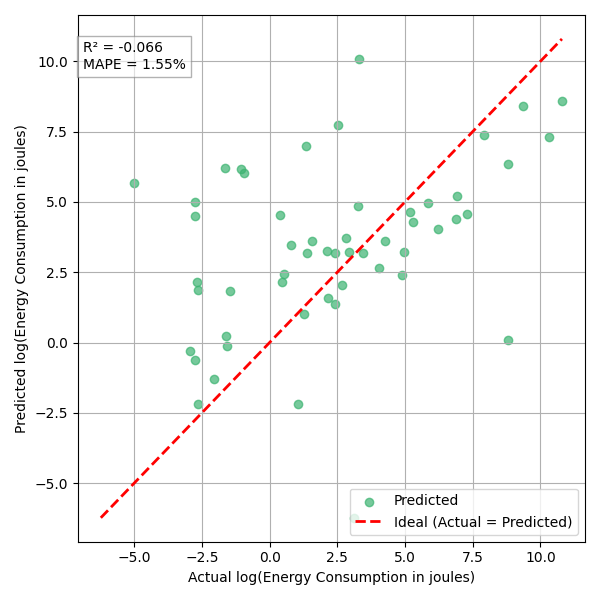 R² = -0.066
MAPE = 1.55%
10.0
7.5
5.0
2.5
0.0
−2.5
−5.0
Predicted log(Energy Consumption in joules)
Predicted
Ideal (Actual = Predicted)
−5.0 −2.5 0.0 2.5 5.0 7.5 10.0
Actual log(Energy Consumption in joules)